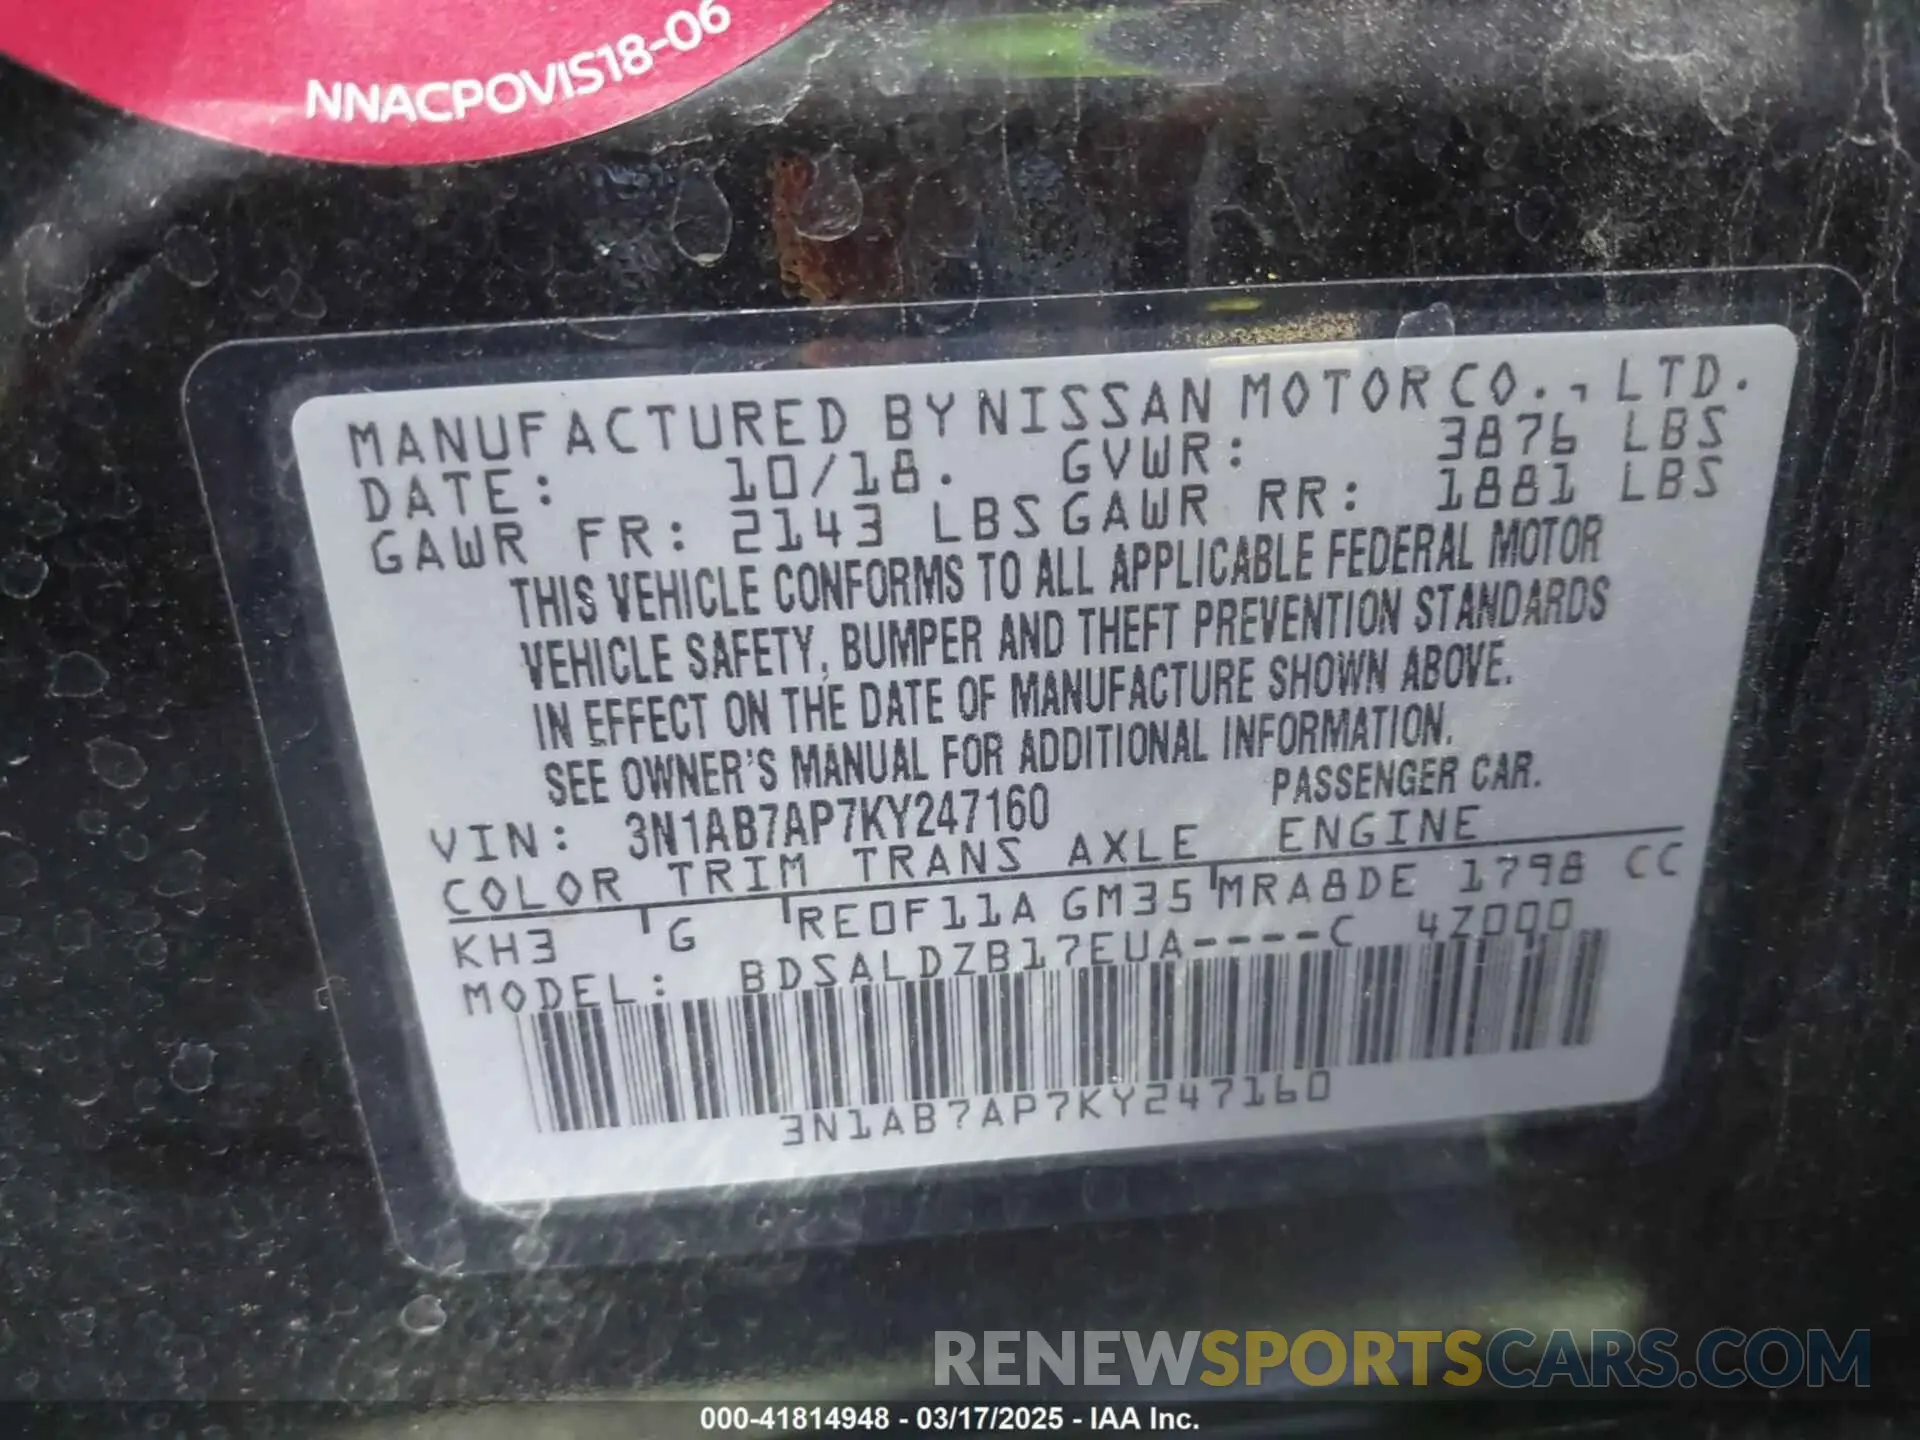 NNACPOVIS18-06
MANUFACTURED BY NISSAN MOTOR CO., LTD.
DATE: 10/18. GVWR: 3876 LBS
GAWR FR: 2143 LBS GAWR RR: 1881 LBS
THIS VEHICLE CONFORMS TO ALL APPLICABLE FEDERAL MOTOR
VEHICLE SAFETY, BUMPER AND THEFT PREVENTION STANDARDS
IN EFFECT ON THE DATE OF MANUFACTURE SHOWN ABOVE.
SEE OWNER'S MANUAL FOR ADDITIONAL INFORMATION.
VIN: 3N1AB7AP7KY247160 PASSENGER CAR.
COLOR TRIM TRANS AXLE ENGINE
KH3 G RE0F11A GM35 MRA8DE 1798 CC
MODEL: BDSALDZB17EUA----C 4Z000
3N1AB7AP7KY247160
RENEWSPORTSCARS.COM
000-41814948 - 03/17/2025 - IAA Inc.